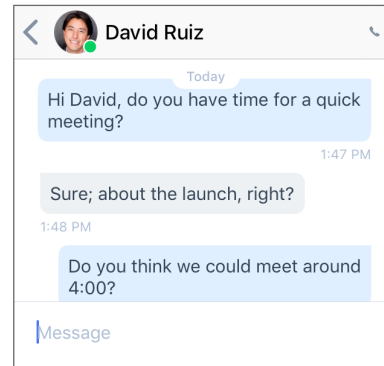 David Ruiz
Today
Hi David, do you have time for a quick
meeting?
1:47 PM
Sure; about the launch, right?
1:48 PM
Do you think we could meet around
4:00?
Message